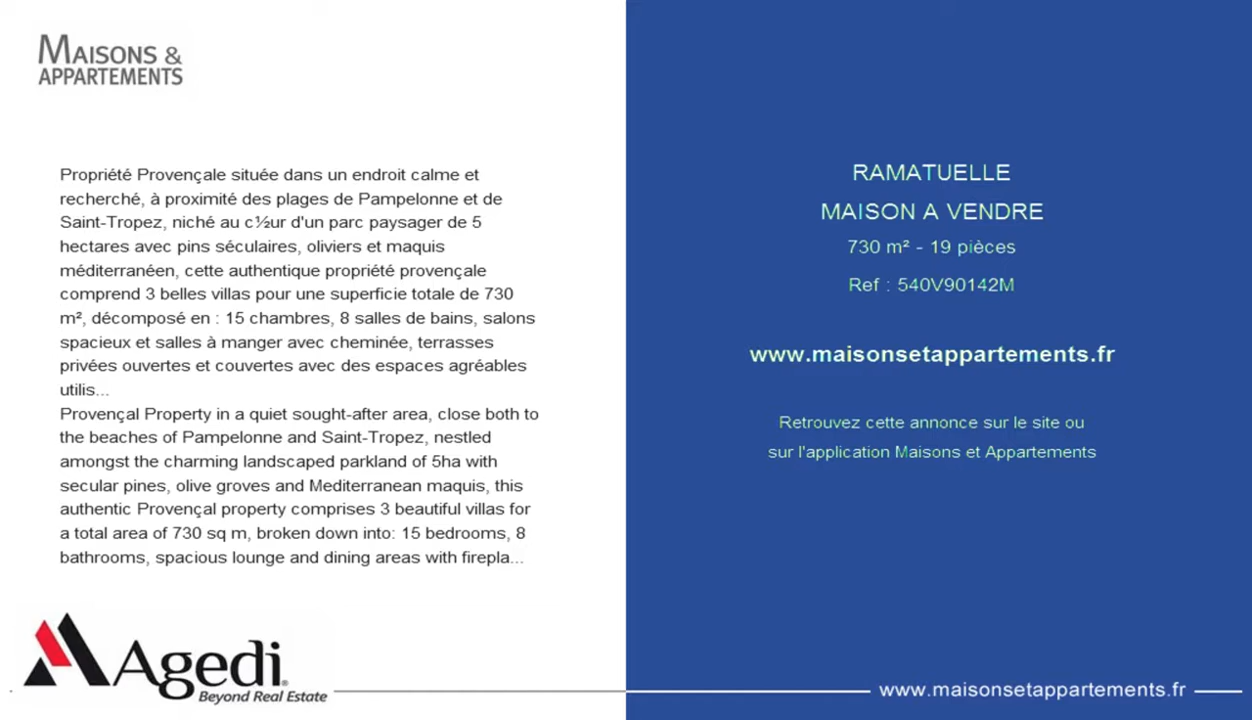 MAISONS &
APPARTEMENTS
Propriété Provençale située dans un endroit calme et
recherché, à proximité des plages de Pampelonne et de
Saint-Tropez, niché au c½ur d'un parc paysager de 5
hectares avec pins séculaires, oliviers et maquis
méditerranéen, cette authentique propriété provençale
comprend 3 belles villas pour une superficie totale de 730
m², décomposé en : 15 chambres, 8 salles de bains, salons
spacieux et salles à manger avec cheminée, terrasses
privées ouvertes et couvertes avec des espaces agréables
utilis...
Provençal Property in a quiet sought-after area, close both to
the beaches of Pampelonne and Saint-Tropez, nestled
amongst the charming landscaped parkland of 5ha with
secular pines, olive groves and Mediterranean maquis, this
authentic Provençal property comprises 3 beautiful villas for
a total area of 730 sq m, broken down into: 15 bedrooms, 8
bathrooms, spacious lounge and dining areas with firepla...
Agedi®
Beyond Real Estate
RAMATUELLE
MAISON A VENDRE
730 m² - 19 pièces
Ref : 540V90142M
www.maisonsetappartements.fr
Retrouvez cette annonce sur le site ou
sur l'application Maisons et Appartements
www.maisonsetappartements.fr